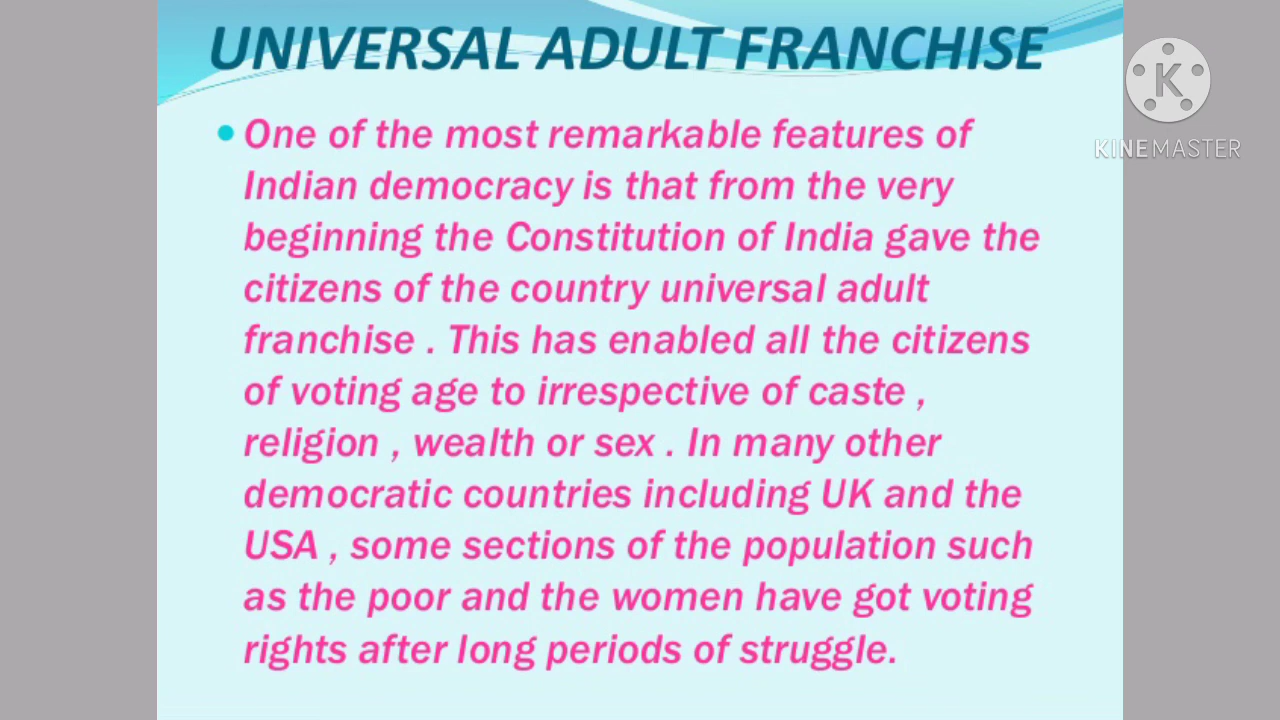 UNIVERSAL ADULT FRANCHISE
K
KINEMASTER
One of the most remarkable features of
Indian democracy is that from the very
beginning the Constitution of India gave the
citizens of the country universal adult
franchise . This has enabled all the citizens
of voting age to irrespective of caste ,
religion , wealth or sex . In many other
democratic countries including UK and the
USA , some sections of the population such
as the poor and the women have got voting
rights after long periods of struggle.